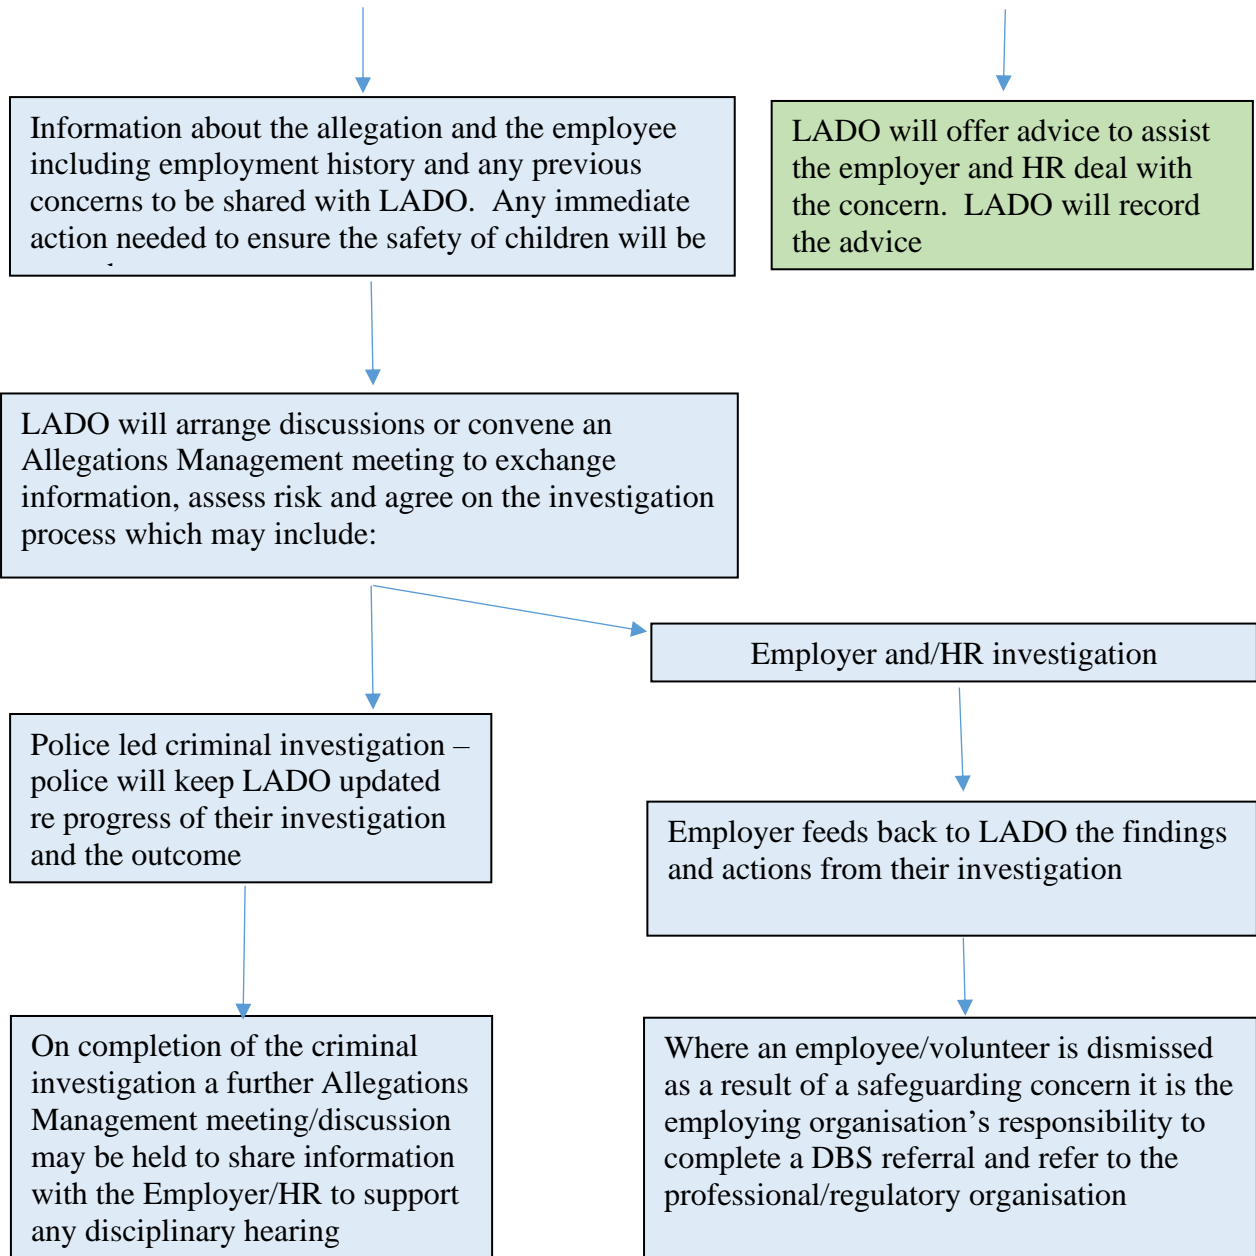 Information about the allegation and the employee
including employment history and any previous
concerns to be shared with LADO.  Any immediate
action needed to ensure the safety of children will be
LADO will offer advice to assist
the employer and HR deal with
the concern.  LADO will record
the advice
LADO will arrange discussions or convene an
Allegations Management meeting to exchange
information, assess risk and agree on the investigation
process which may include:
Employer and/HR investigation
Police led criminal investigation –
police will keep LADO updated
re progress of their investigation
and the outcome
Employer feeds back to LADO the findings
and actions from their investigation
On completion of the criminal
investigation a further Allegations
Management meeting/discussion
may be held to share information
with the Employer/HR to support
any disciplinary hearing
Where an employee/volunteer is dismissed
as a result of a safeguarding concern it is the
employing organisation’s responsibility to
complete a DBS referral and refer to the
professional/regulatory organisation